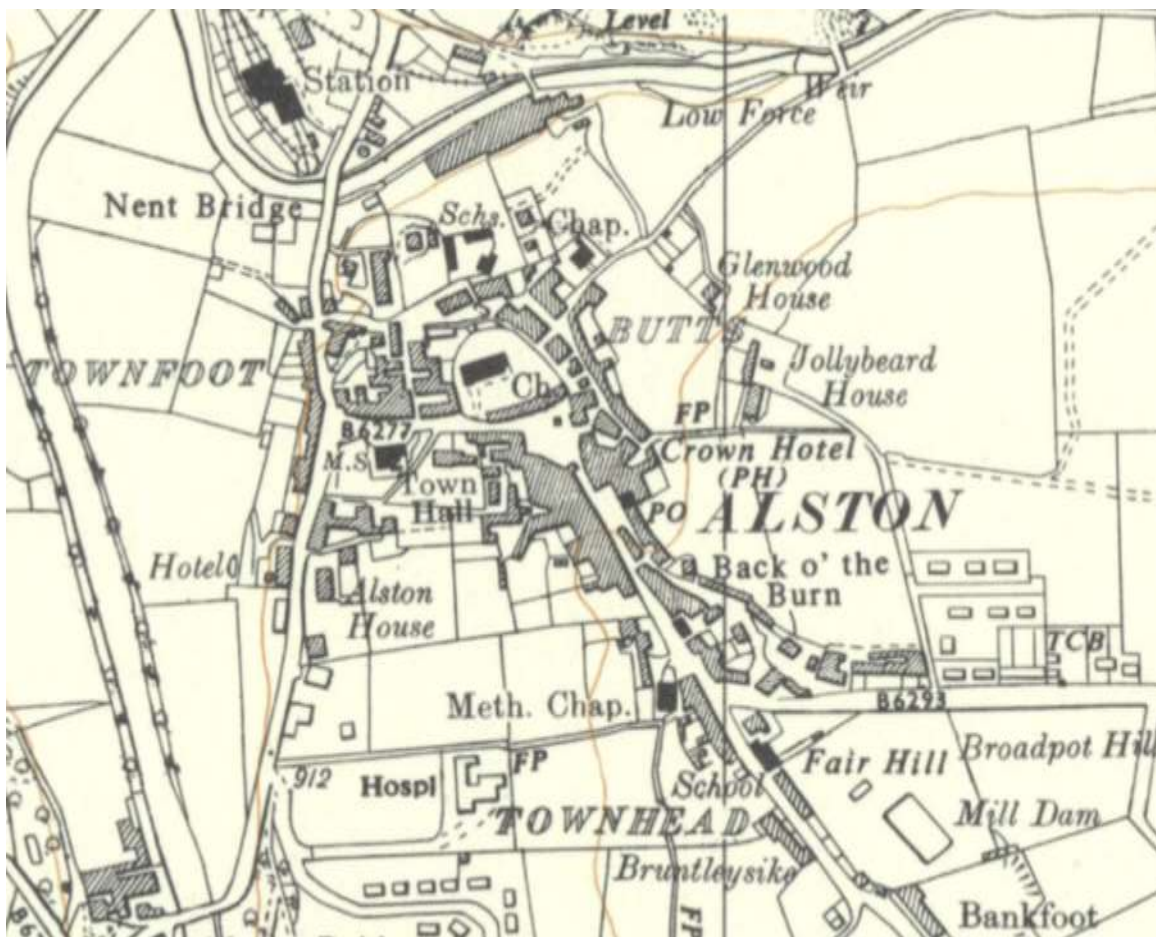 Level
Station
Weir
Low Force
Nent Bridge
Schs.
Chap.
Glenwood
House
BUTTS
TOWNFOOT
Jollybeard
House
Ch.
FP
B6277
Crown Hotel
(PH)
M.S
Town
Hall
PO
ALSTON
Hotel
Back o' the
Burn
Alston
House
TCB
B6293
Meth. Chap.
Broadpot Hill
Fair Hill
FP
912
Hospl
School
Mill Dam
TOWNHEAD
Bruntleysike
Bankfoot
FP